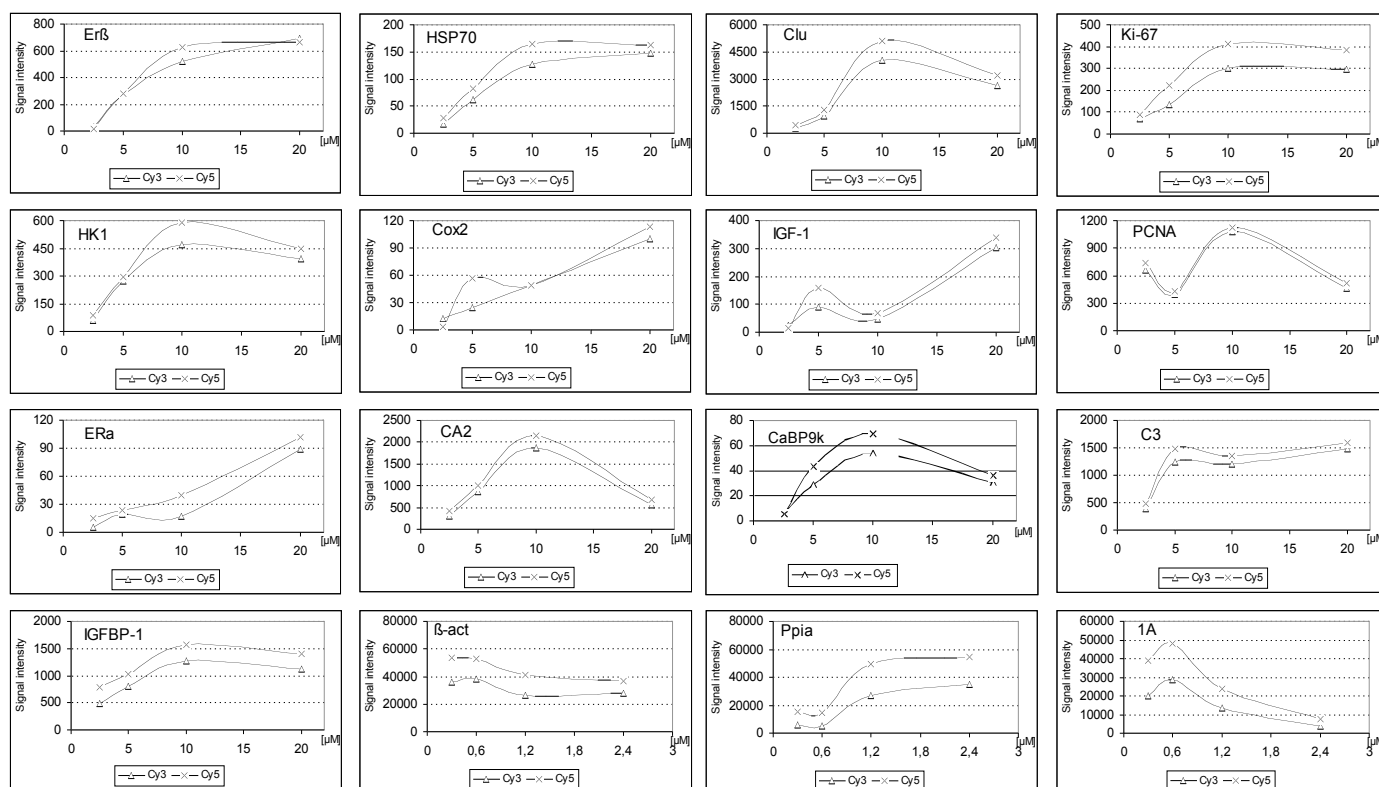 Erß
Signal intensity
800
600
400
200
0
0 5 10 15 20 [µM]
Cy3 Cy5
HSP70
Signal intensity
200
150
100
50
0
0 5 10 15 20 [µM]
Cy3 Cy5
Clu
Signal intensity
6000
4500
3000
1500
0
0 5 10 15 20 [µM]
Cy3 Cy5
Ki-67
Signal intensity
500
400
300
200
100
0
0 5 10 15 20 [µM]
Cy3 Cy5
HK1
Signal intensity
600
450
300
150
0
0 5 10 15 20 [µM]
Cy3 Cy5
Cox2
Signal intensity
120
90
60
30
0
0 5 10 15 20 [µM]
Cy3 Cy5
IGF-1
Signal intensity
400
300
200
100
0
0 5 10 15 20 [µM]
Cy3 Cy5
PCNA
Signal intensity
1200
900
600
300
0
0 5 10 15 20 [µM]
Cy3 Cy5
ERa
Signal intensity
120
90
60
30
0
0 5 10 15 20 [µM]
Cy3 Cy5
CA2
Signal intensity
2500
2000
1500
1000
500
0
0 5 10 15 20 [µM]
Cy3 Cy5
CaBP9k
Signal intensity
80
60
40
20
0
0 5 10 15 20 [µM]
Cy3 Cy5
C3
Signal intensity
2000
1500
1000
500
0
0 5 10 15 20 [µM]
Cy3 Cy5
IGFBP-1
Signal intensity
2000
1500
1000
500
0
0 5 10 15 20 [µM]
Cy3 Cy5
ß-act
Signal intensity
80000
60000
40000
20000
0
0 0,6 1,2 1,8 2,4 3 [µM]
Cy3 Cy5
Ppia
Signal intensity
80000
60000
40000
20000
0
0 0,6 1,2 1,8 2,4 3 [µM]
Cy3 Cy5
1A
Signal intensity
60000
50000
40000
30000
20000
10000
0
0 0,6 1,2 1,8 2,4 3 [µM]
Cy3 Cy5